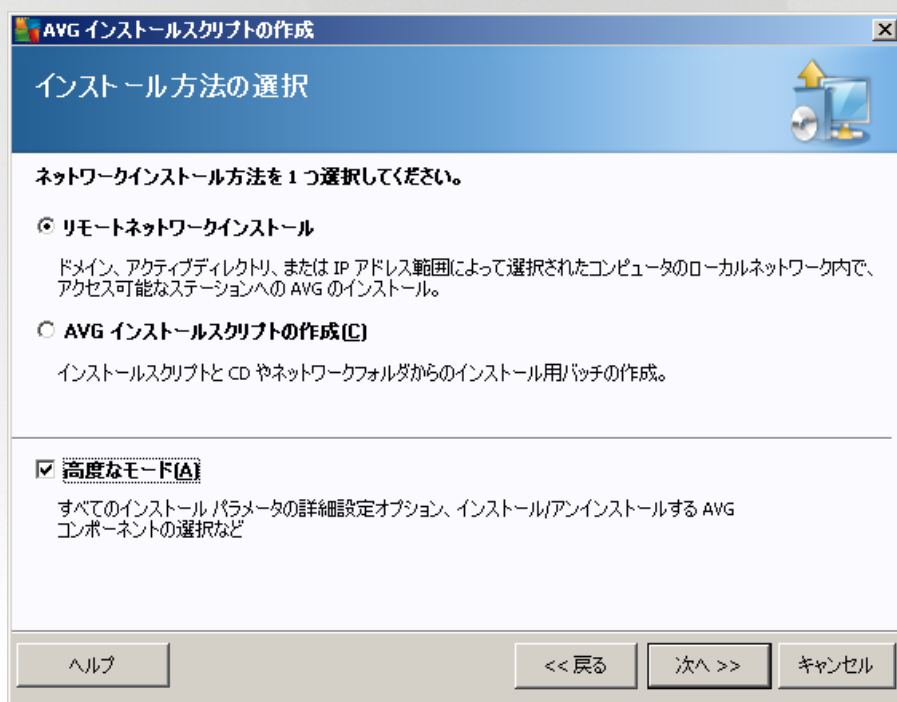 AVG インストールスクリプトの作成
インストール方法の選択
ネットワークインストール方法を 1 つ選択してください。
リモートネットワークインストール
ドメイン、アクティブディレクトリ、または IP アドレス範囲によって選択されたコンピュータのローカルネットワーク内で、
アクセス可能なステーションへの AVG のインストール。
AVG インストールスクリプトの作成(C)
インストールスクリプトと CD やネットワークフォルダからのインストール用バッチの作成。
高度なモード(A)
すべてのインストール パラメータの詳細設定オプション、インストール/アンインストールする AVG
コンポーネントの選択など
ヘルプ
<< 戻る
次へ >>
キャンセル